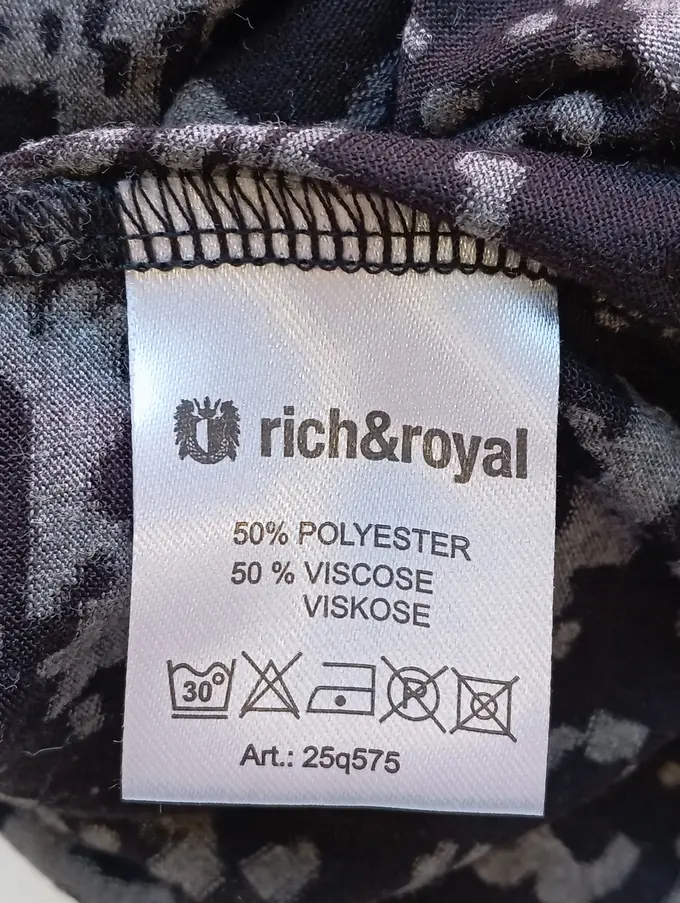 rich&royal
50% POLYESTER
50 % VISCOSE
VISKOSE
30°
P
Art.: 25q575